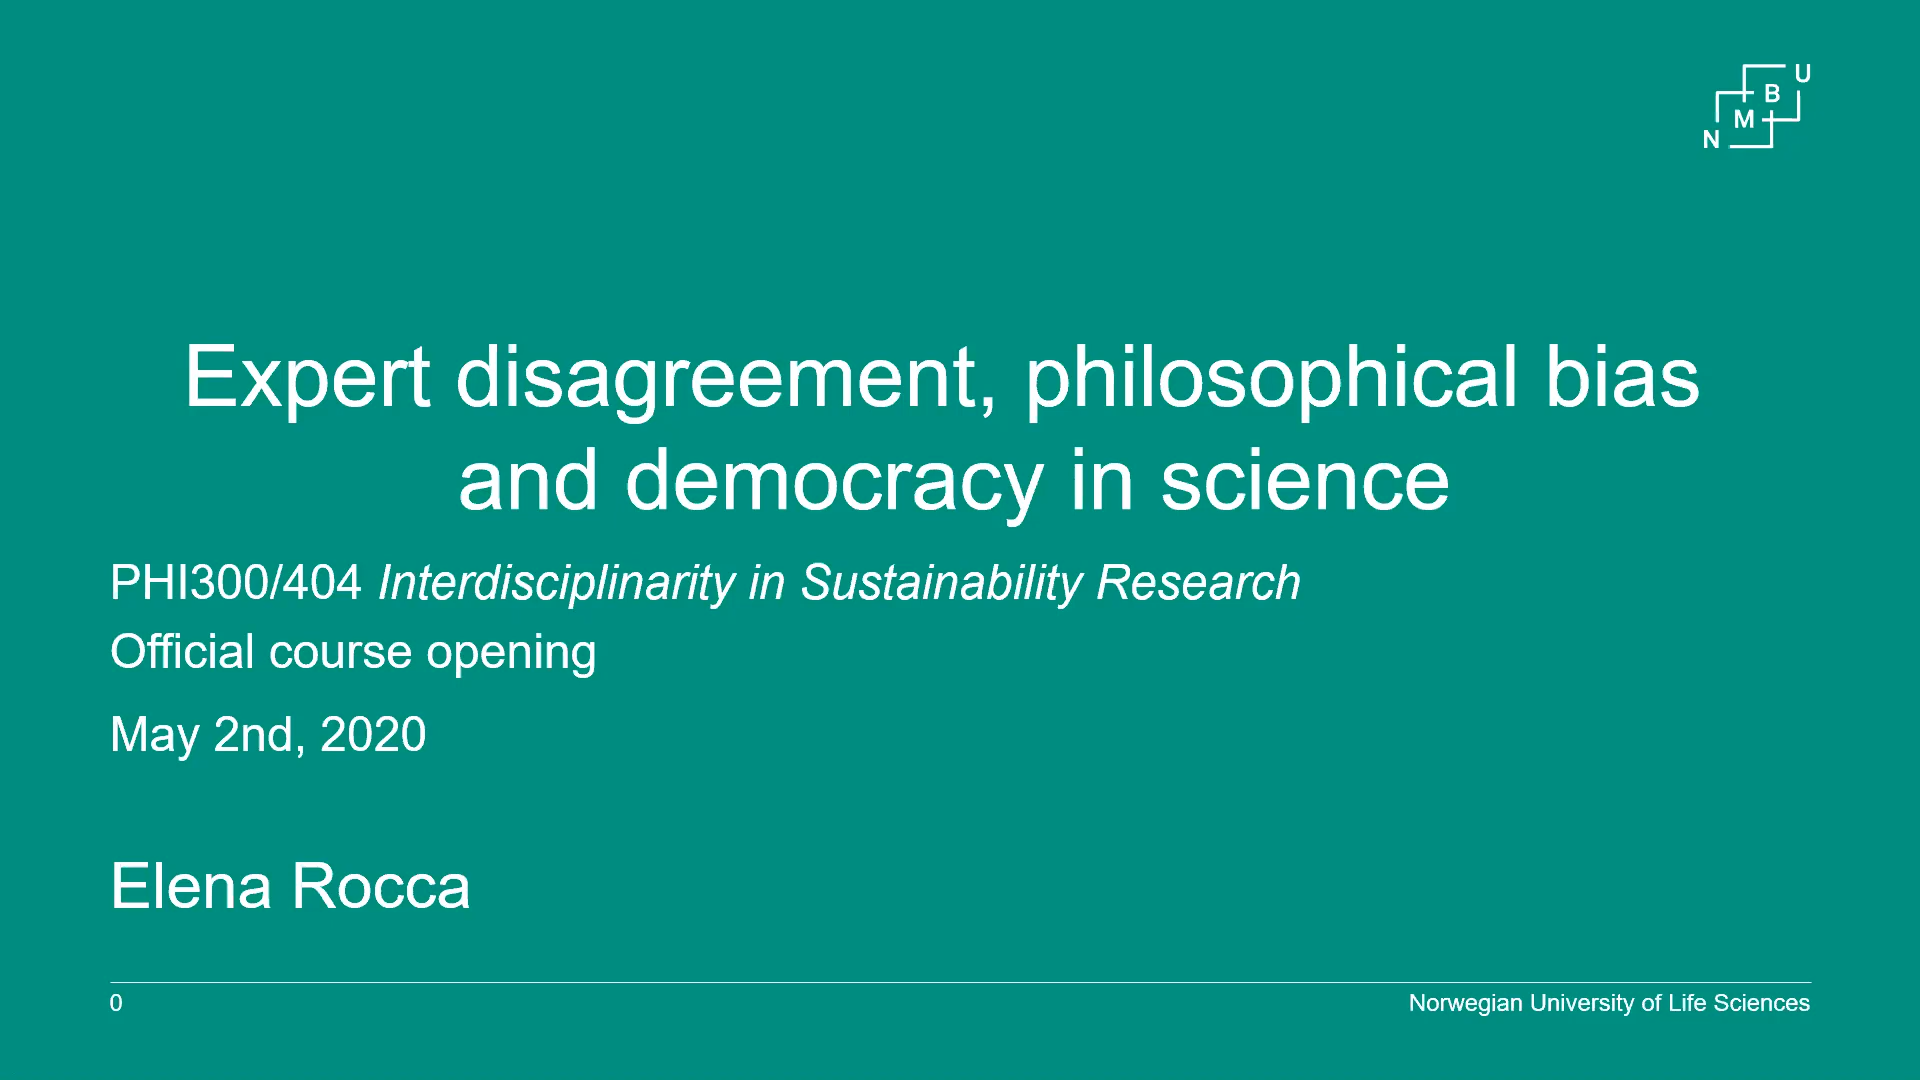 N M B U
Expert disagreement, philosophical bias
and democracy in science
PHI300/404 Interdisciplinarity in Sustainability Research
Official course opening
May 2nd, 2020
Elena Rocca
0
Norwegian University of Life Sciences